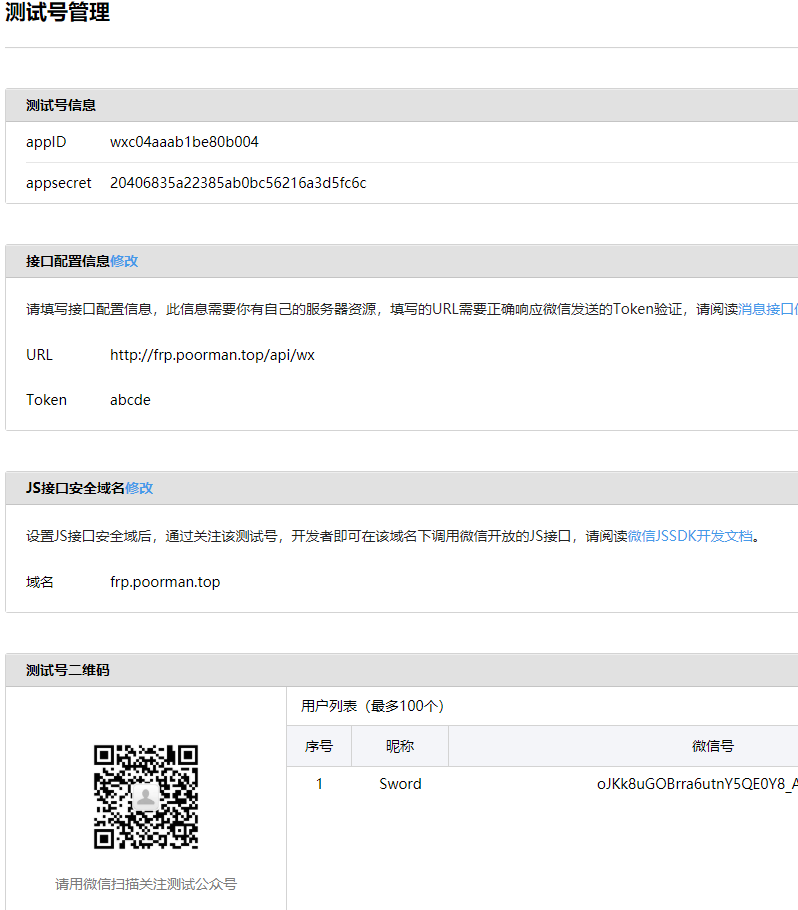 测试号管理
测试号信息
appID wxc04aaab1be80b004
appsecret 20406835a22385ab0bc56216a3d5fc6c
接口配置信息修改
请填写接口配置信息，此信息需要你有自己的服务器资源，填写的URL需要正确响应微信发送的Token验证，请阅读消息接口
URL http://frp.poorman.top/api/wx
Token abcde
JS接口安全域名修改
设置JS接口安全域后，通过关注该测试号，开发者即可在该域名下调用微信开放的JS接口，请阅读微信JSSDK开发文档。
域名 frp.poorman.top
测试号二维码
用户列表（最多100个）
序号 昵称 微信号
1 Sword oJKk8uGOBrra6utnY5QE0Y8_
请用微信扫描关注测试公众号